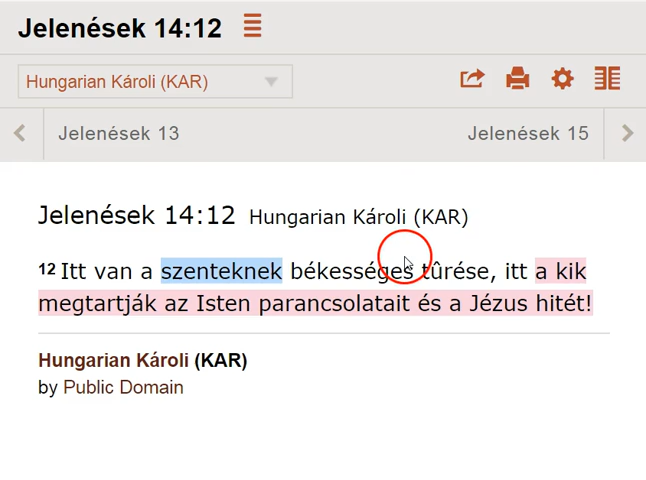 Jelenések 14:12
Hungarian Károli (KAR)
Jelenések 13
Jelenések 15
Jelenések 14:12 Hungarian Károli (KAR)
12 Itt van a szenteknek békességes tûrése, itt a kik
megtartják az Isten parancsolatait és a Jézus hitét!
Hungarian Károli (KAR)
by Public Domain